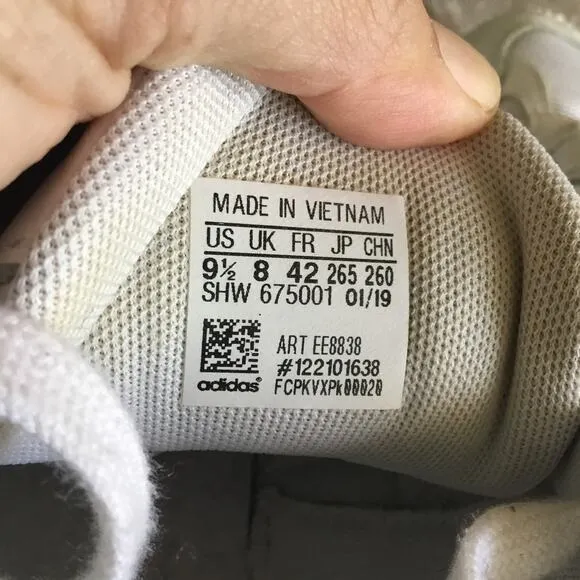 MADE IN VIETNAM
US UK FR JP CHN
9½ 8 42 265 260
SHW 675001 01/19
ART EE8838
#122101638
adidas® FCPKVXPk00020